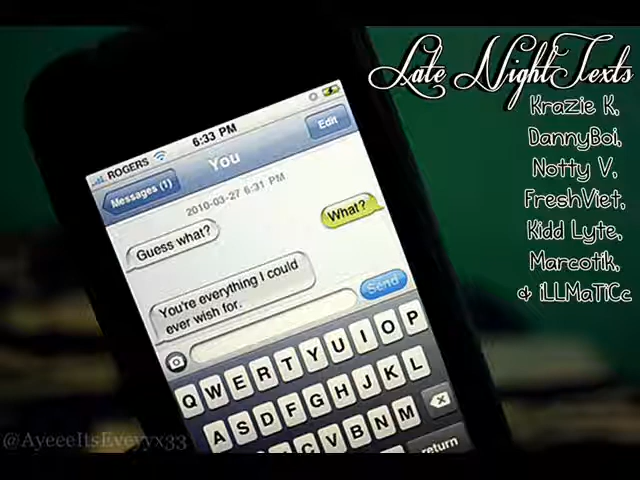 Late Night Texts
Krazie K,
DannyBoi,
Notty V,
FreshViet,
Kidd Lyte,
Marcotik,
& iLLMaTiCc
ROGERS
6:33 PM
Messages (1)
You
Edit
2010-03-27 6:31 PM
What?
Guess what?
You're everything I could
ever wish for.
Send
Q W E R T Y U I O P
A S D F G H J K L
C V B N M
return
@AyeeeItsEveyyx33